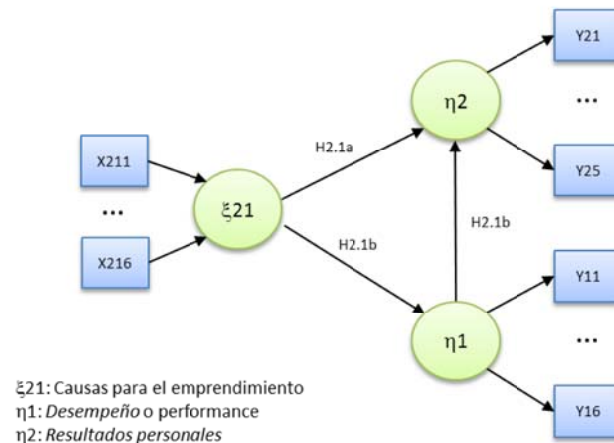 Y21
η2
...
H2.1a
X211
Y25
...
ξ21
H2.1b
H2.1b
X216
Y11
η1
...
Y16
ξ21: Causas para el emprendimiento
η1: Desempeño o performance
η2: Resultados personales